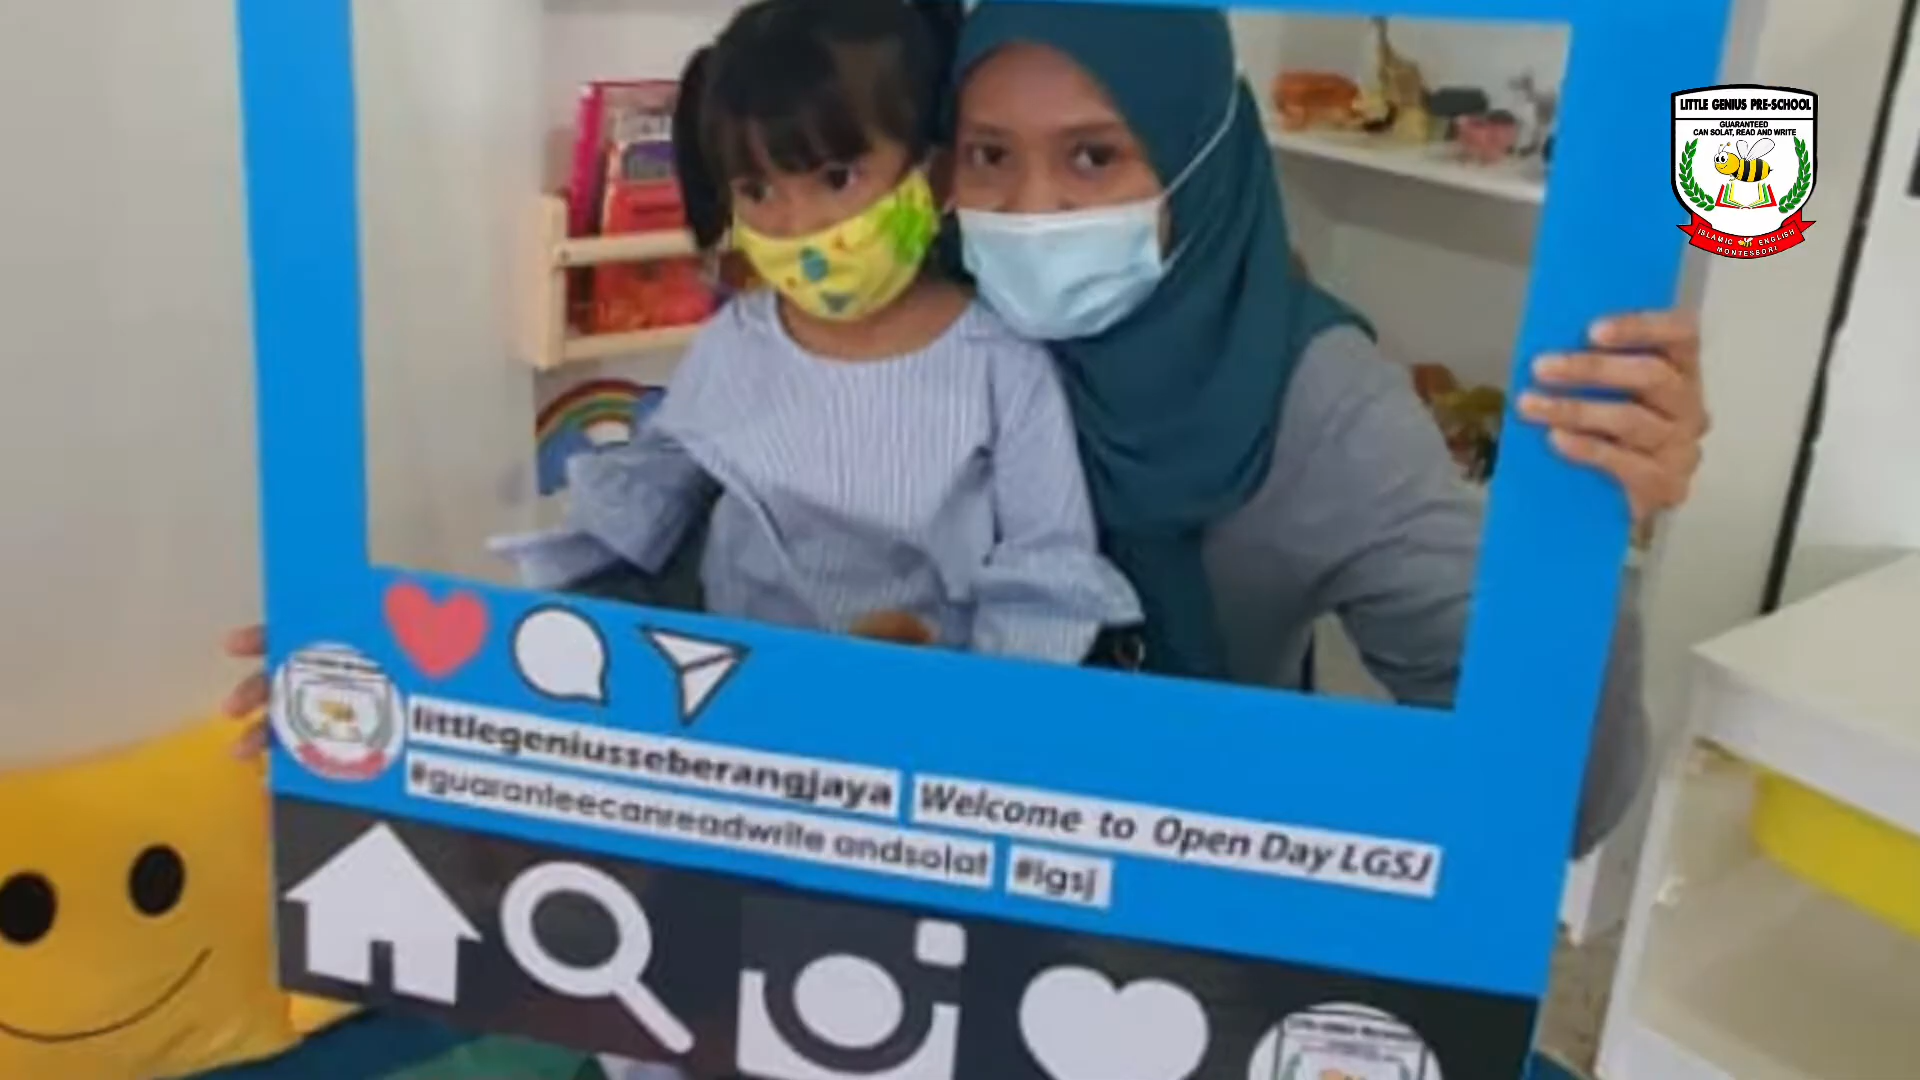 LITTLE GENIUS PRE-SCHOOL
GUARANTEED
CAN SOLAT, READ AND WRITE
ISLAMIC ENGLISH
MONTESSORI
littlegeniusseberangjaya Welcome to Open Day LGSJ
#guaranteecanreadwrite andsolat #lgsj